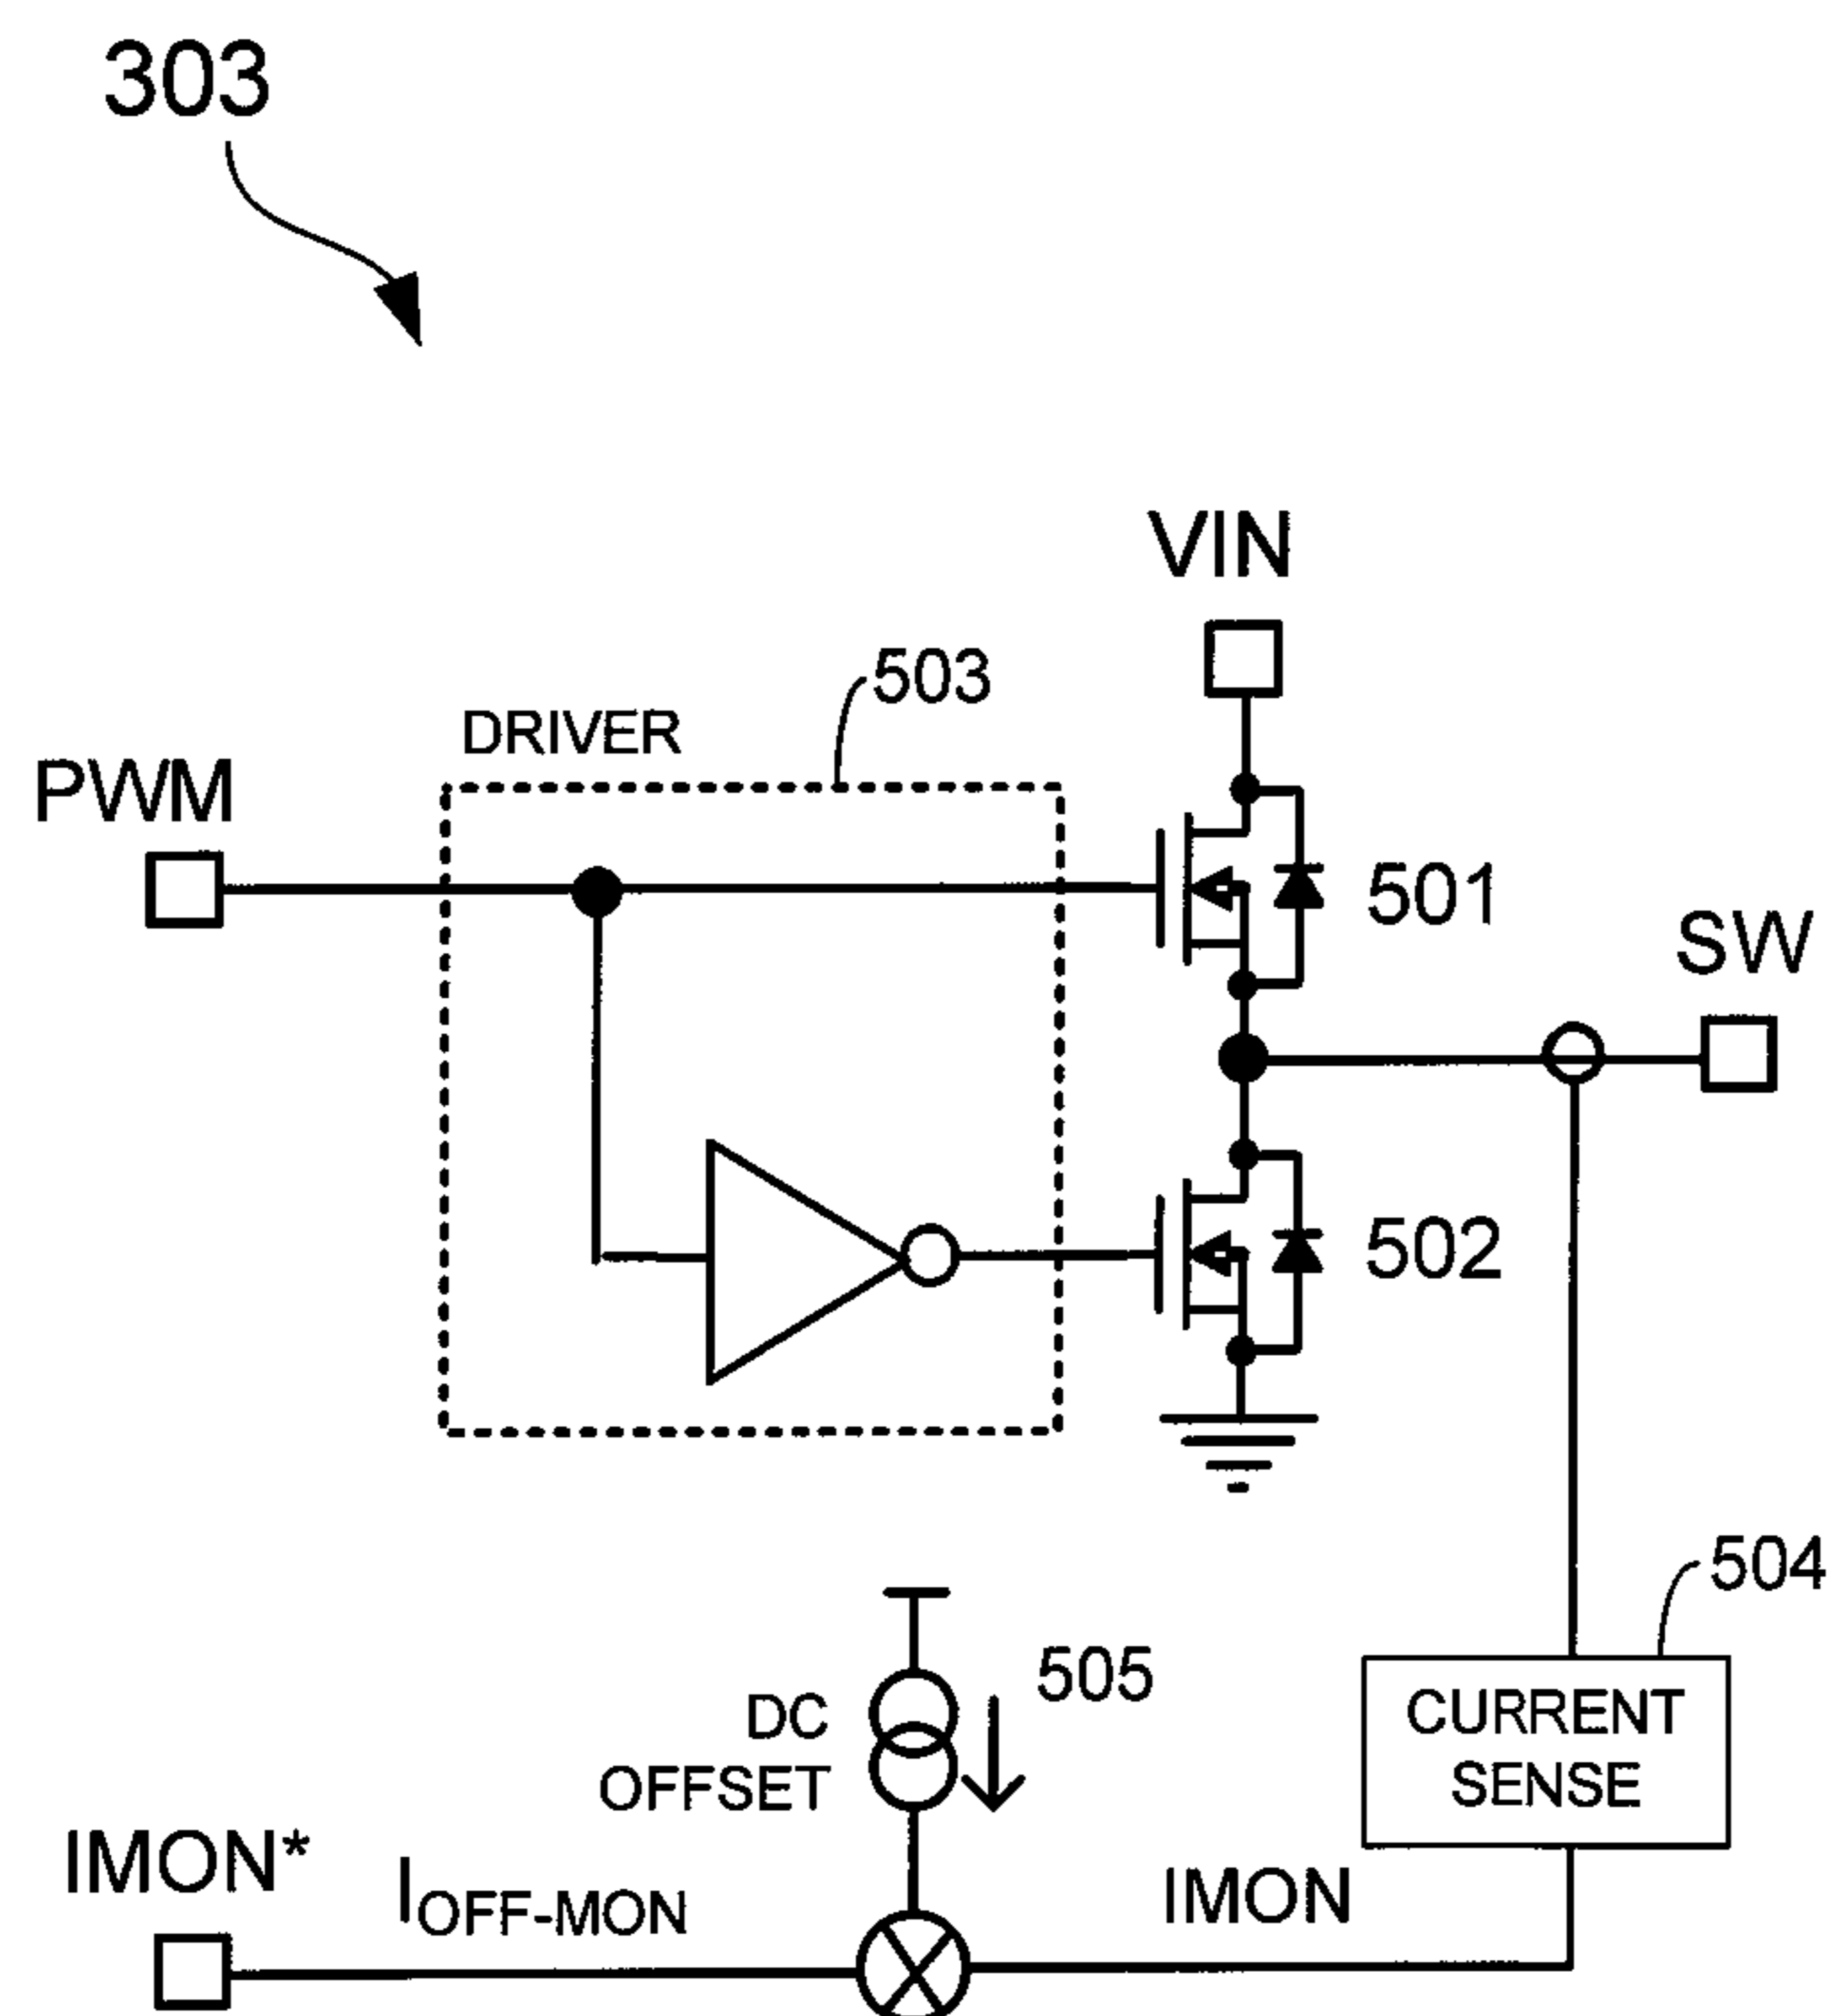 303
VIN
503
DRIVER
PWM
501
SW
502
504
505
DC
OFFSET
CURRENT
SENSE
IMON*
IOFF-MON
IMON